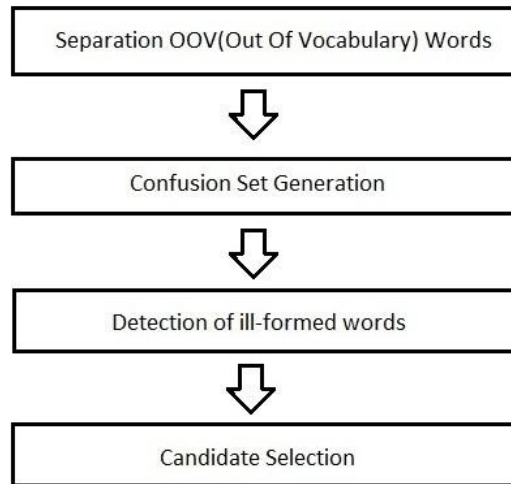 Separation OOV(Out Of Vocabulary) Words
Confusion Set Generation
Detection of ill-formed words
Candidate Selection